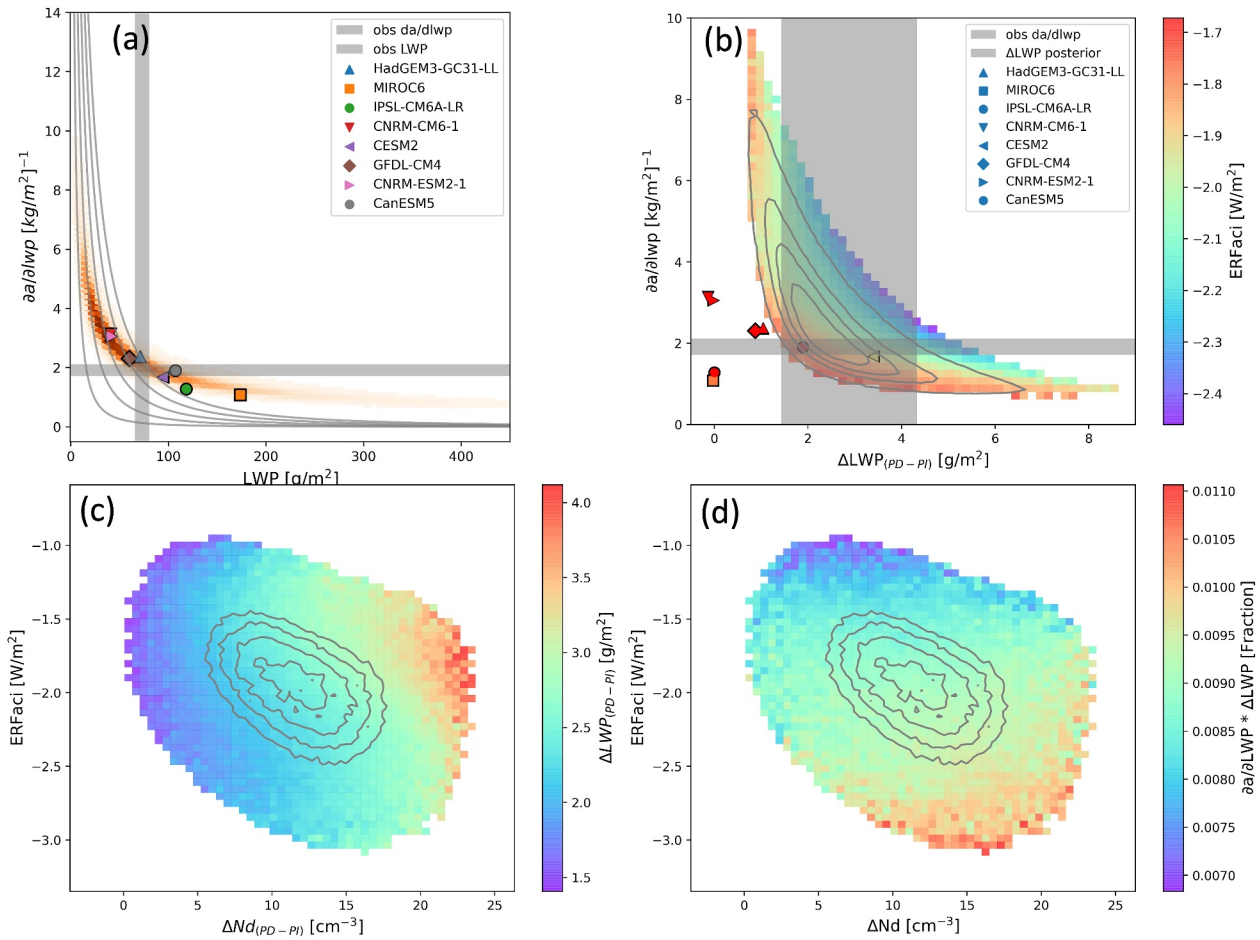 (a)
obs da/dlwp
obs LWP
HadGEM3-GC31-LL
MIROC6
IPSL-CM6A-LR
CNRM-CM6-1
CESM2
GFDL-CM4
CNRM-ESM2-1
CanESM5
14
12
10
8
6
4
2
0
∂a/∂lwp [kg/m²]⁻¹
0
100
200
300
400
LWP [g/m²]
(b)
obs da/dlwp
ΔLWP posterior
HadGEM3-GC31-LL
MIROC6
IPSL-CM6A-LR
CNRM-CM6-1
CESM2
GFDL-CM4
CNRM-ESM2-1
CanESM5
10
8
6
4
2
0
∂a/∂lwp [kg/m²]⁻¹
0
2
4
6
8
ΔLWP(PD−PI) [g/m²]
−1.7
−1.8
−1.9
−2.0
−2.1
−2.2
−2.3
−2.4
ERFaci [W/m²]
(c)
−1.0
−1.5
−2.0
−2.5
−3.0
ERFaci [W/m²]
0
5
10
15
20
25
ΔNd(PD−PI) [cm⁻³]
4.0
3.5
3.0
2.5
2.0
1.5
ΔLWP(PD−PI) [g/m²]
(d)
−1.0
−1.5
−2.0
−2.5
−3.0
ERFaci [W/m²]
0
5
10
15
20
25
ΔNd [cm⁻³]
0.0110
0.0105
0.0100
0.0095
0.0090
0.0085
0.0080
0.0075
0.0070
∂a/∂LWP * ΔLWP [Fraction]